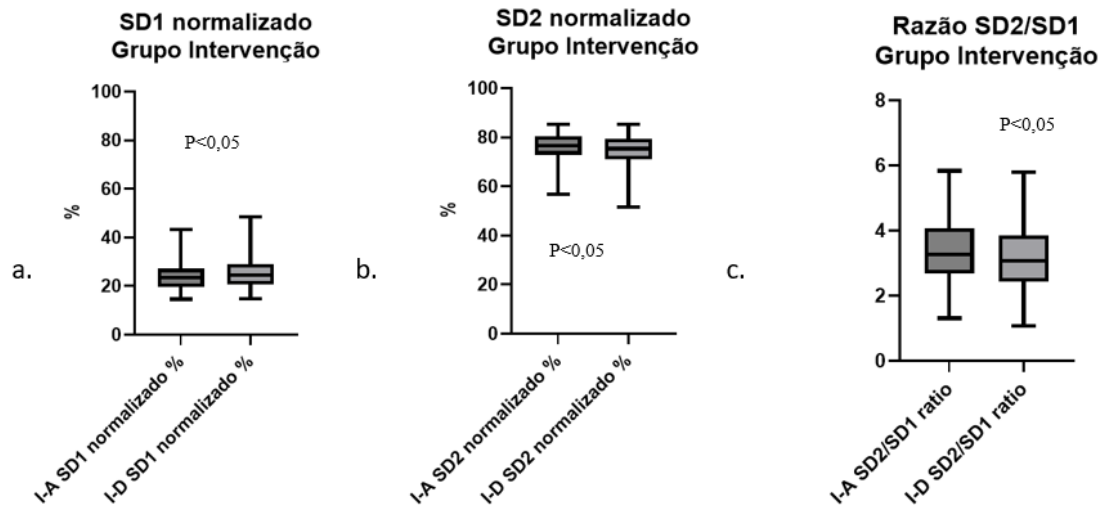 SD1 normalizado
Grupo Intervenção
100
80
60
40
20
0
%
P<0,05
a.
I-A SD1 normalizado %
I-D SD1 normalizado %
SD2 normalizado
Grupo Intervenção
100
80
60
40
20
0
%
P<0,05
b.
I-A SD2 normalizado %
I-D SD2 normalizado %
Razão SD2/SD1
Grupo Intervenção
8
6
4
2
0
P<0,05
c.
I-A SD2/SD1 ratio
I-D SD2/SD1 ratio